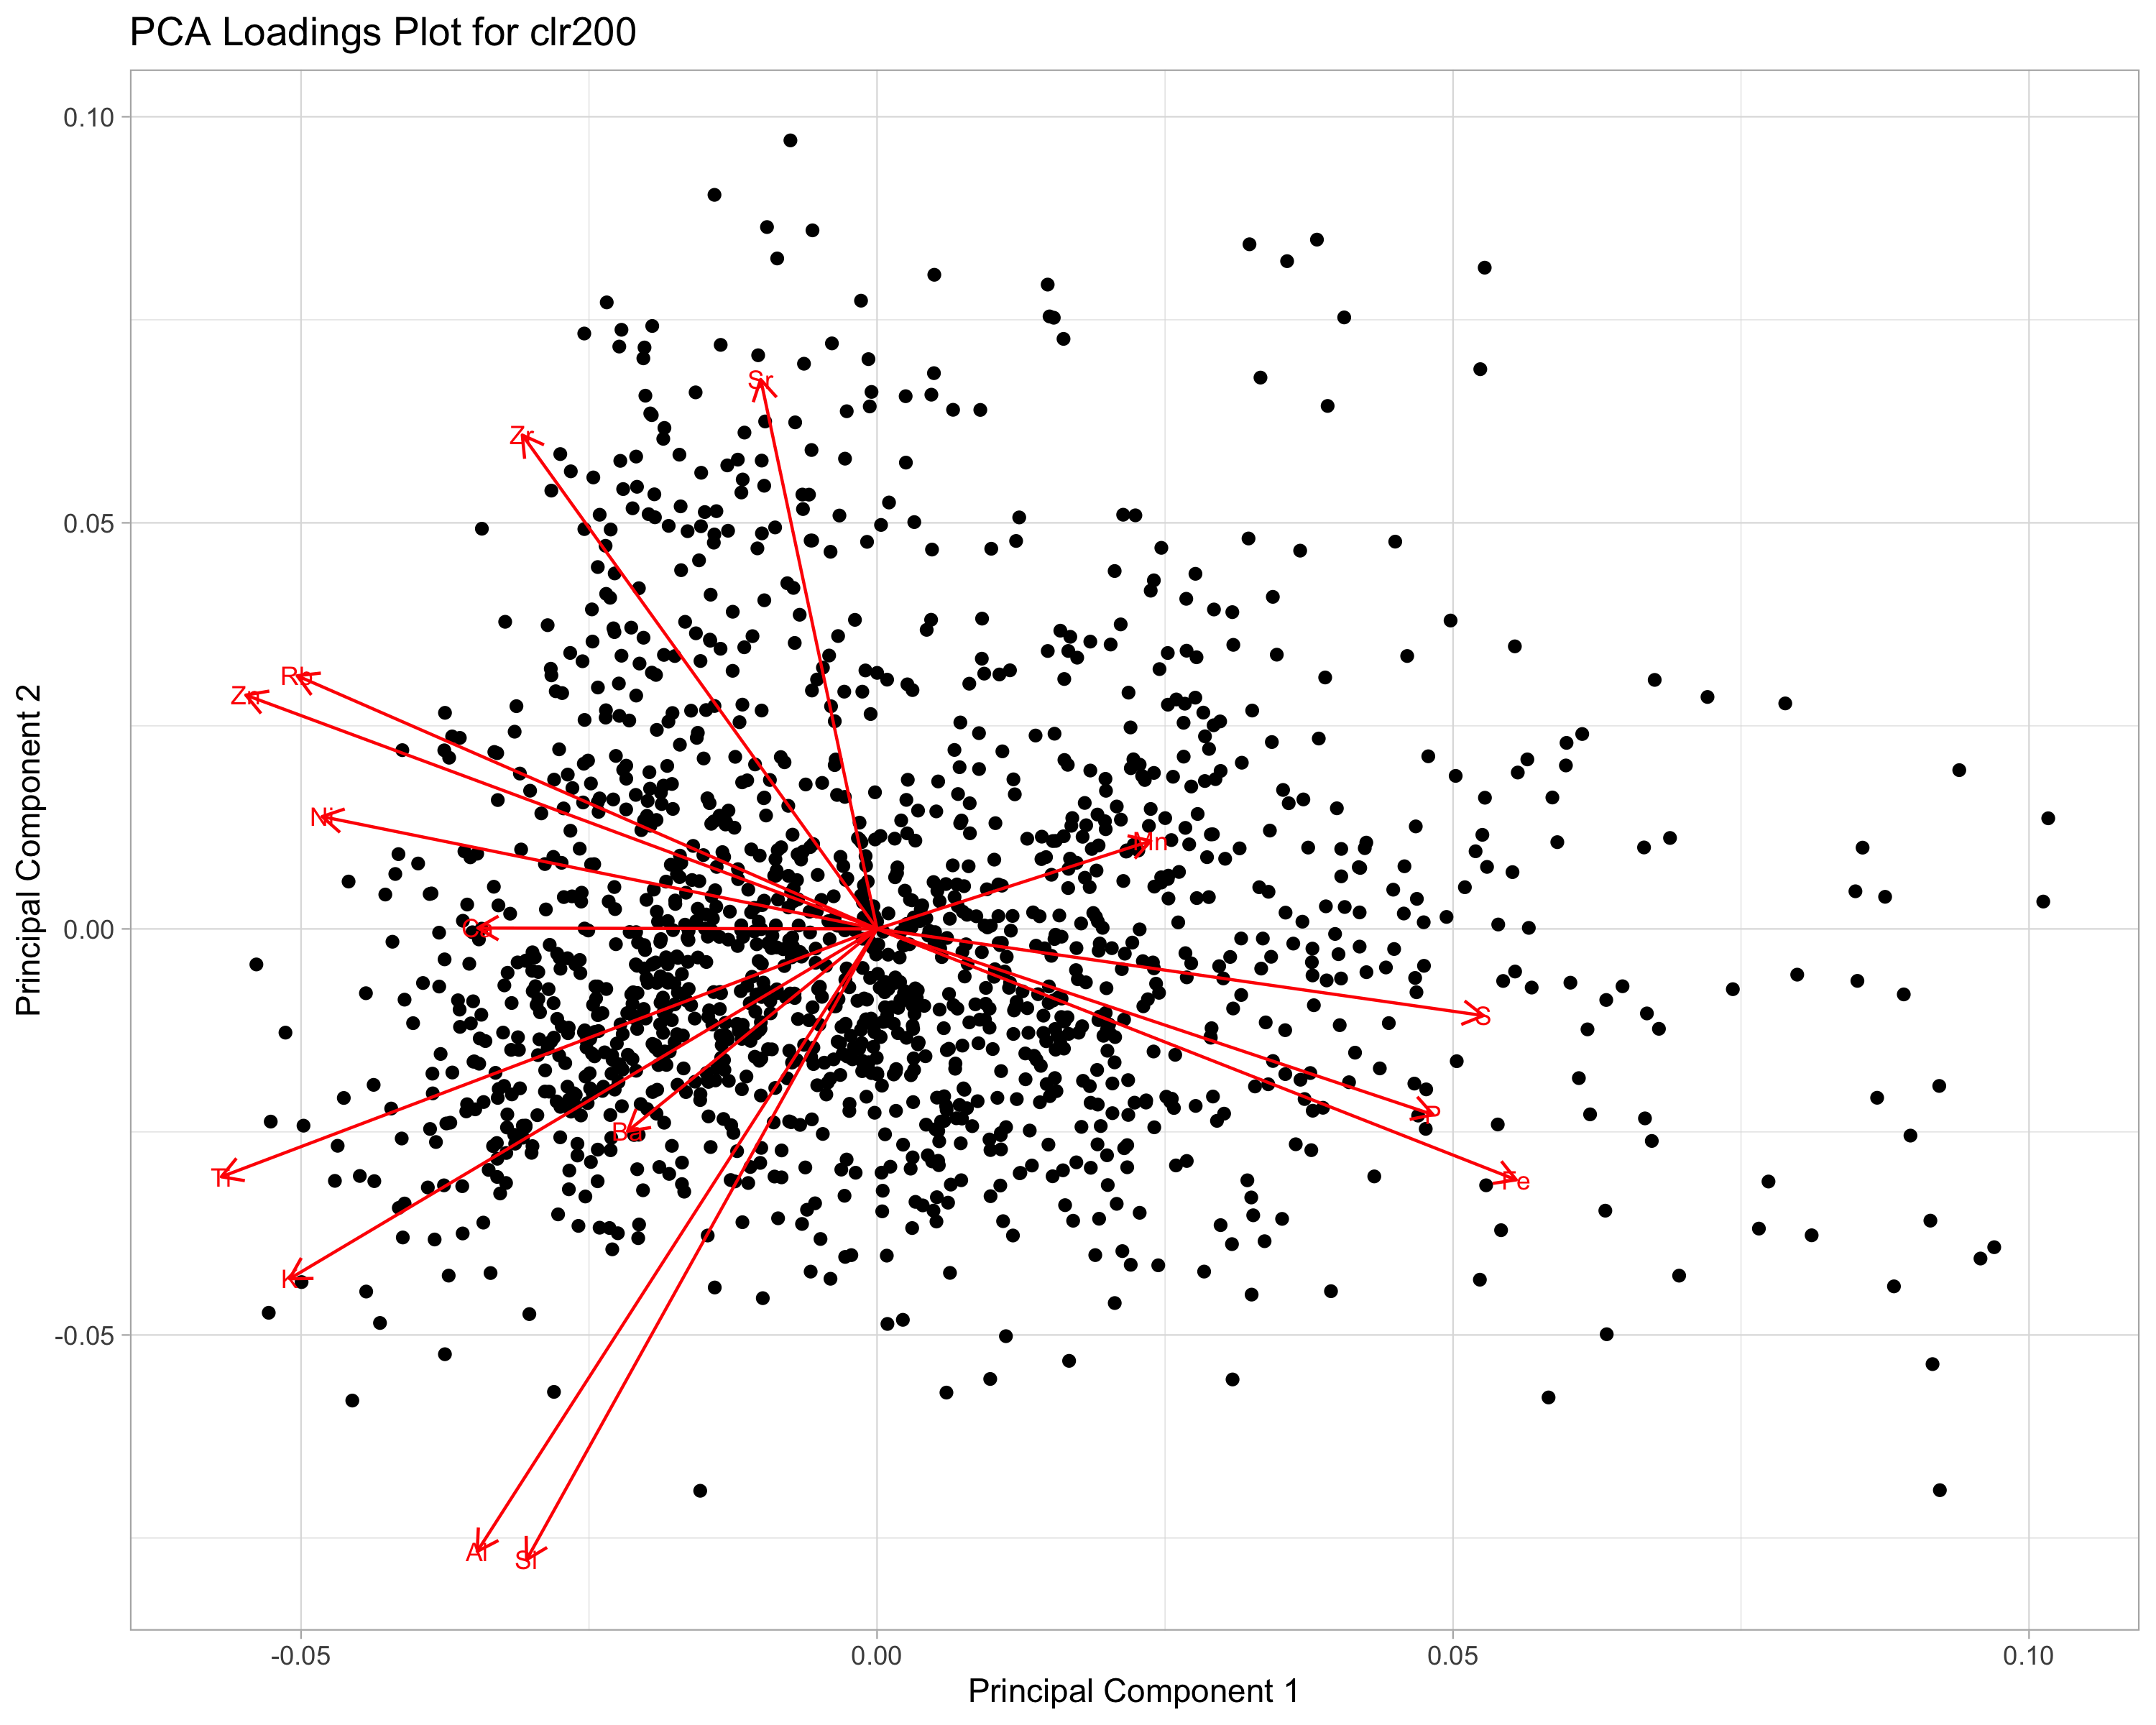 PCA Loadings Plot for clr200
0.10
Sr
Zr
0.05
Rb
Zn
Ni
Mn
0.00
S
P
Ba
Ti
Fe
K
-0.05
Al
Si
-0.05
0.00
0.05
0.10
Principal Component 1
Principal Component 2